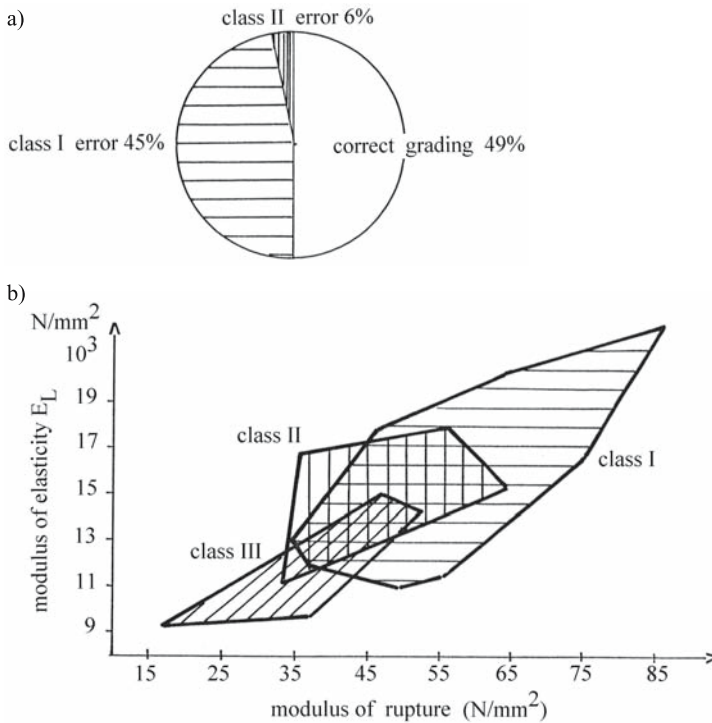 a)
class II error 6%
class I error 45%
correct grading 49%
b)
N/mm²
10³
19
17
15
13
11
9
modulus of elasticity E_L
class II
class I
class III
15 25 35 45 55 65 75 85
modulus of rupture (N/mm²)